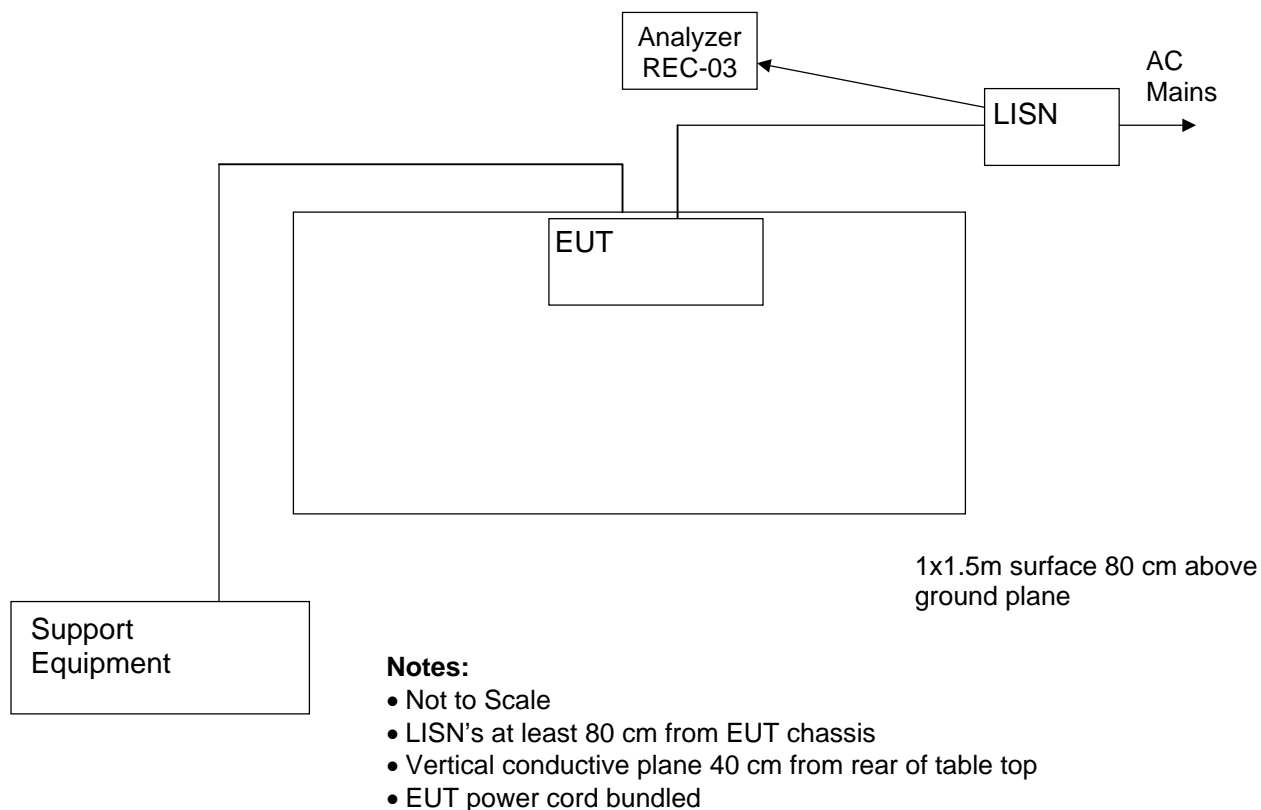 Analyzer
REC-03
AC
Mains
LISN
EUT
1x1.5m surface 80 cm above
ground plane
Support
Equipment
Notes:
• Not to Scale
• LISN's at least 80 cm from EUT chassis
• Vertical conductive plane 40 cm from rear of table top
• EUT power cord bundled